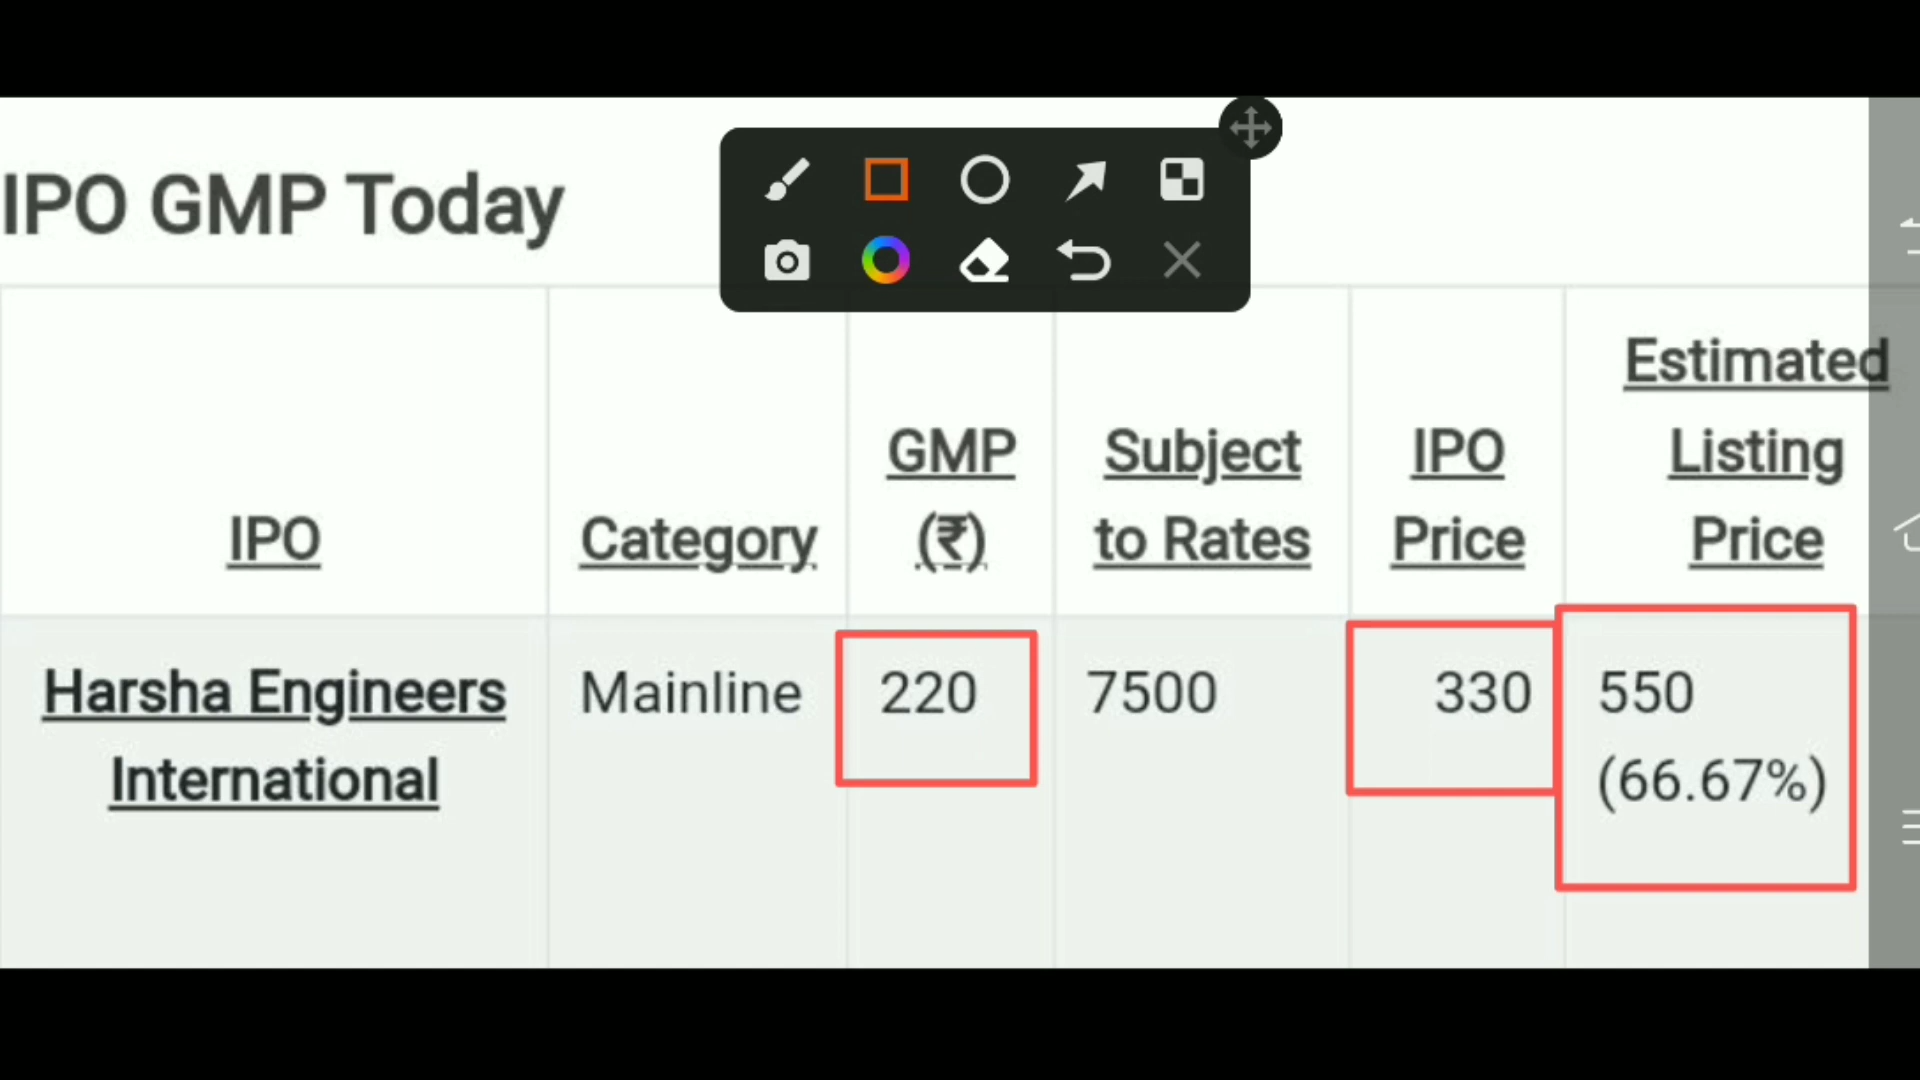 IPO GMP Today
IPO
Category
GMP
(₹)
Subject
to Rates
IPO
Price
Estimated
Listing
Price
Harsha Engineers
International
Mainline
220
7500
330
550
(66.67%)